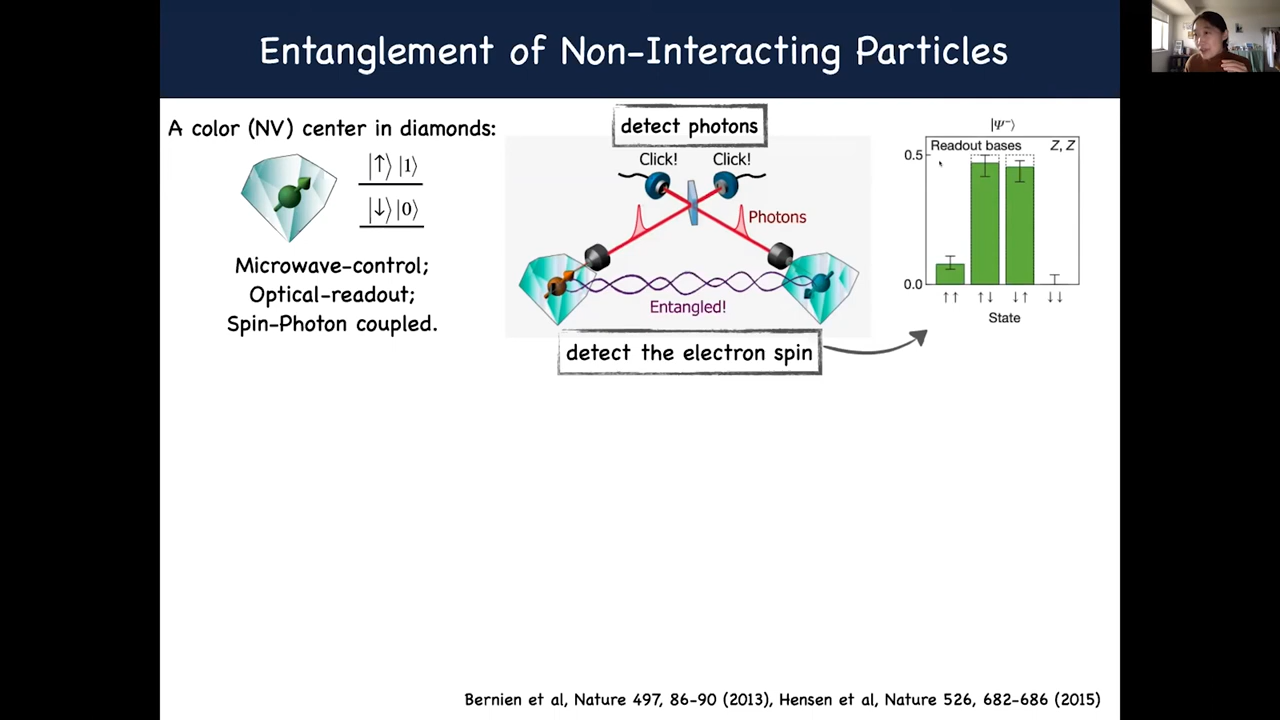 Entanglement of Non-Interacting Particles
A color (NV) center in diamonds:
|↑⟩ |1⟩
|↓⟩ |0⟩
Microwave-control;
Optical-readout;
Spin-Photon coupled.
detect photons
Click! Click!
Photons
Entangled!
detect the electron spin
|Ψ⁻⟩
Readout bases Z, Z
0.5
0.0
↑↑ ↑↓ ↓↑ ↓↓
State
Bernien et al, Nature 497, 86-90 (2013), Hensen et al, Nature 526, 682-686 (2015)